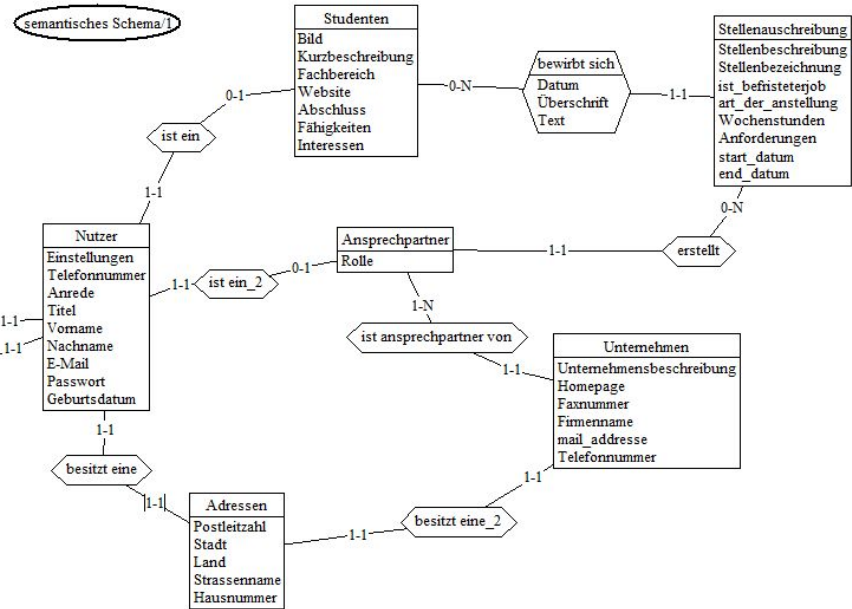 semantisches Schema/1
Studenten
Bild
Kurzbeschreibung
Fachbereich
Website
Abschluss
Fähigkeiten
Interessen
0-N
bewirbt sich
Datum
Überschrift
Text
1-1
Stellenauschreibung
Stellenbeschreibung
Stellenbezeichnung
ist_befristeterjob
art_der_anstellung
Wochenstunden
Anforderungen
start_datum
end_datum
0-1
ist ein
1-1
0-N
Nutzer
Einstellungen
Telefonnummer
Anrede
Titel
Vorname
Nachname
E-Mail
Passwort
Geburtsdatum
1-1
ist ein_2
0-1
Ansprechpartner
Rolle
1-1
erstellt
1-1
1-1
1-N
ist ansprechpartner von
1-1
Unternehmen
Unternehmensbeschreibung
Homepage
Faxnummer
Firmenname
mail_addresse
Telefonnummer
1-1
besitzt eine
1-1
Adressen
Postleitzahl
Stadt
Land
Strassenname
Hausnummer
1-1
besitzt eine_2
1-1